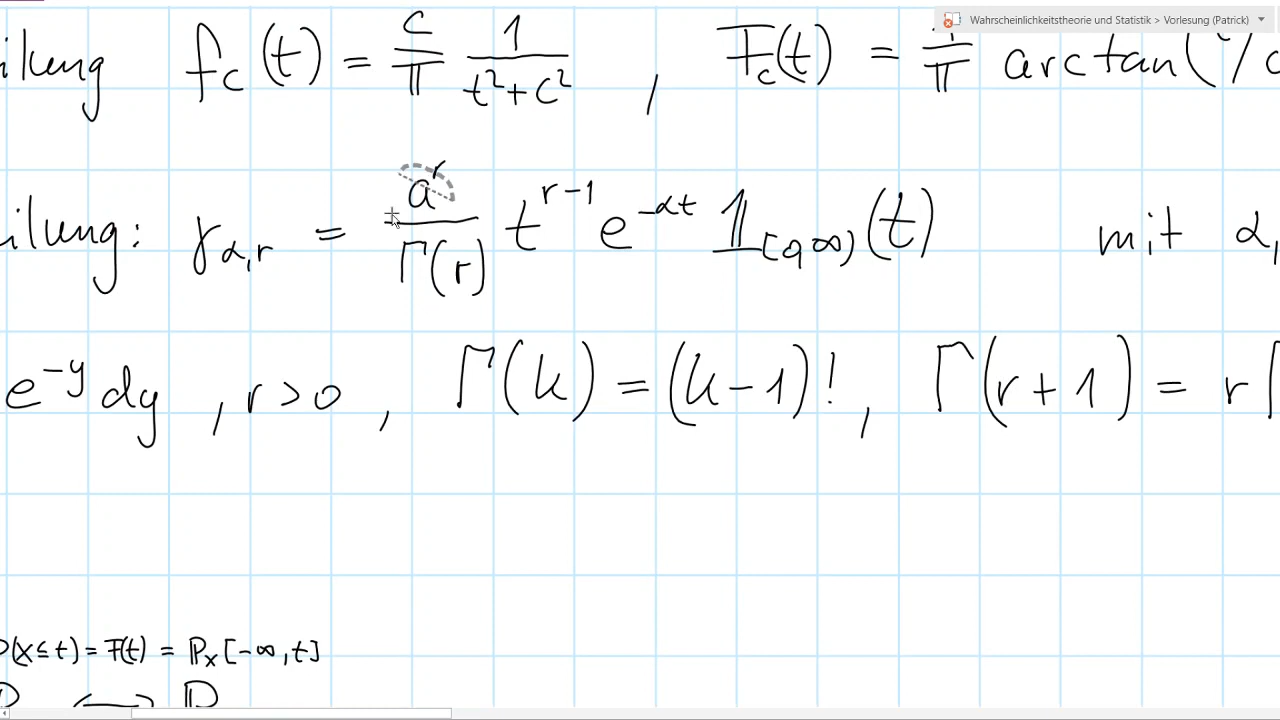 Wahrscheinlichkeitstheorie und Statistik > Vorlesung (Patrick)
ilung f_c(t) = c/π 1/(t²+c²) , F_c(t) = 1/π arctan(
ilung: γ_{α,r} = a^r/Γ(r) t^{r-1} e^{-αt} 𝟙_{(0,∞)}(t) mit α,
e^{-y} dy , r>0 , Γ(k) = (k-1)! , Γ(r+1) = r Γ
(X≤t) = F(t) = ℙ_X[-∞,t]